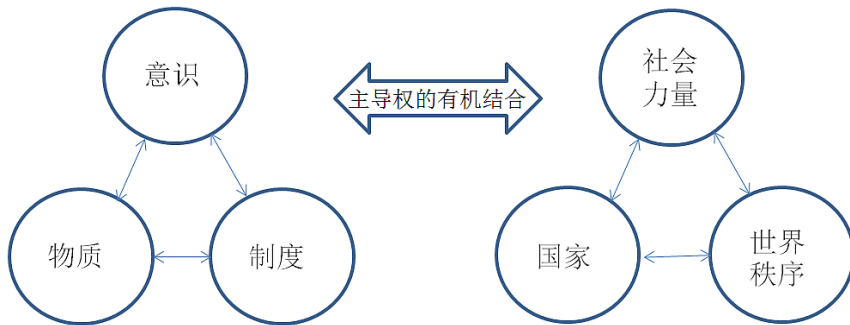 意识
主导权的有机结合
社会
力量
物质
制度
国家
世界
秩序